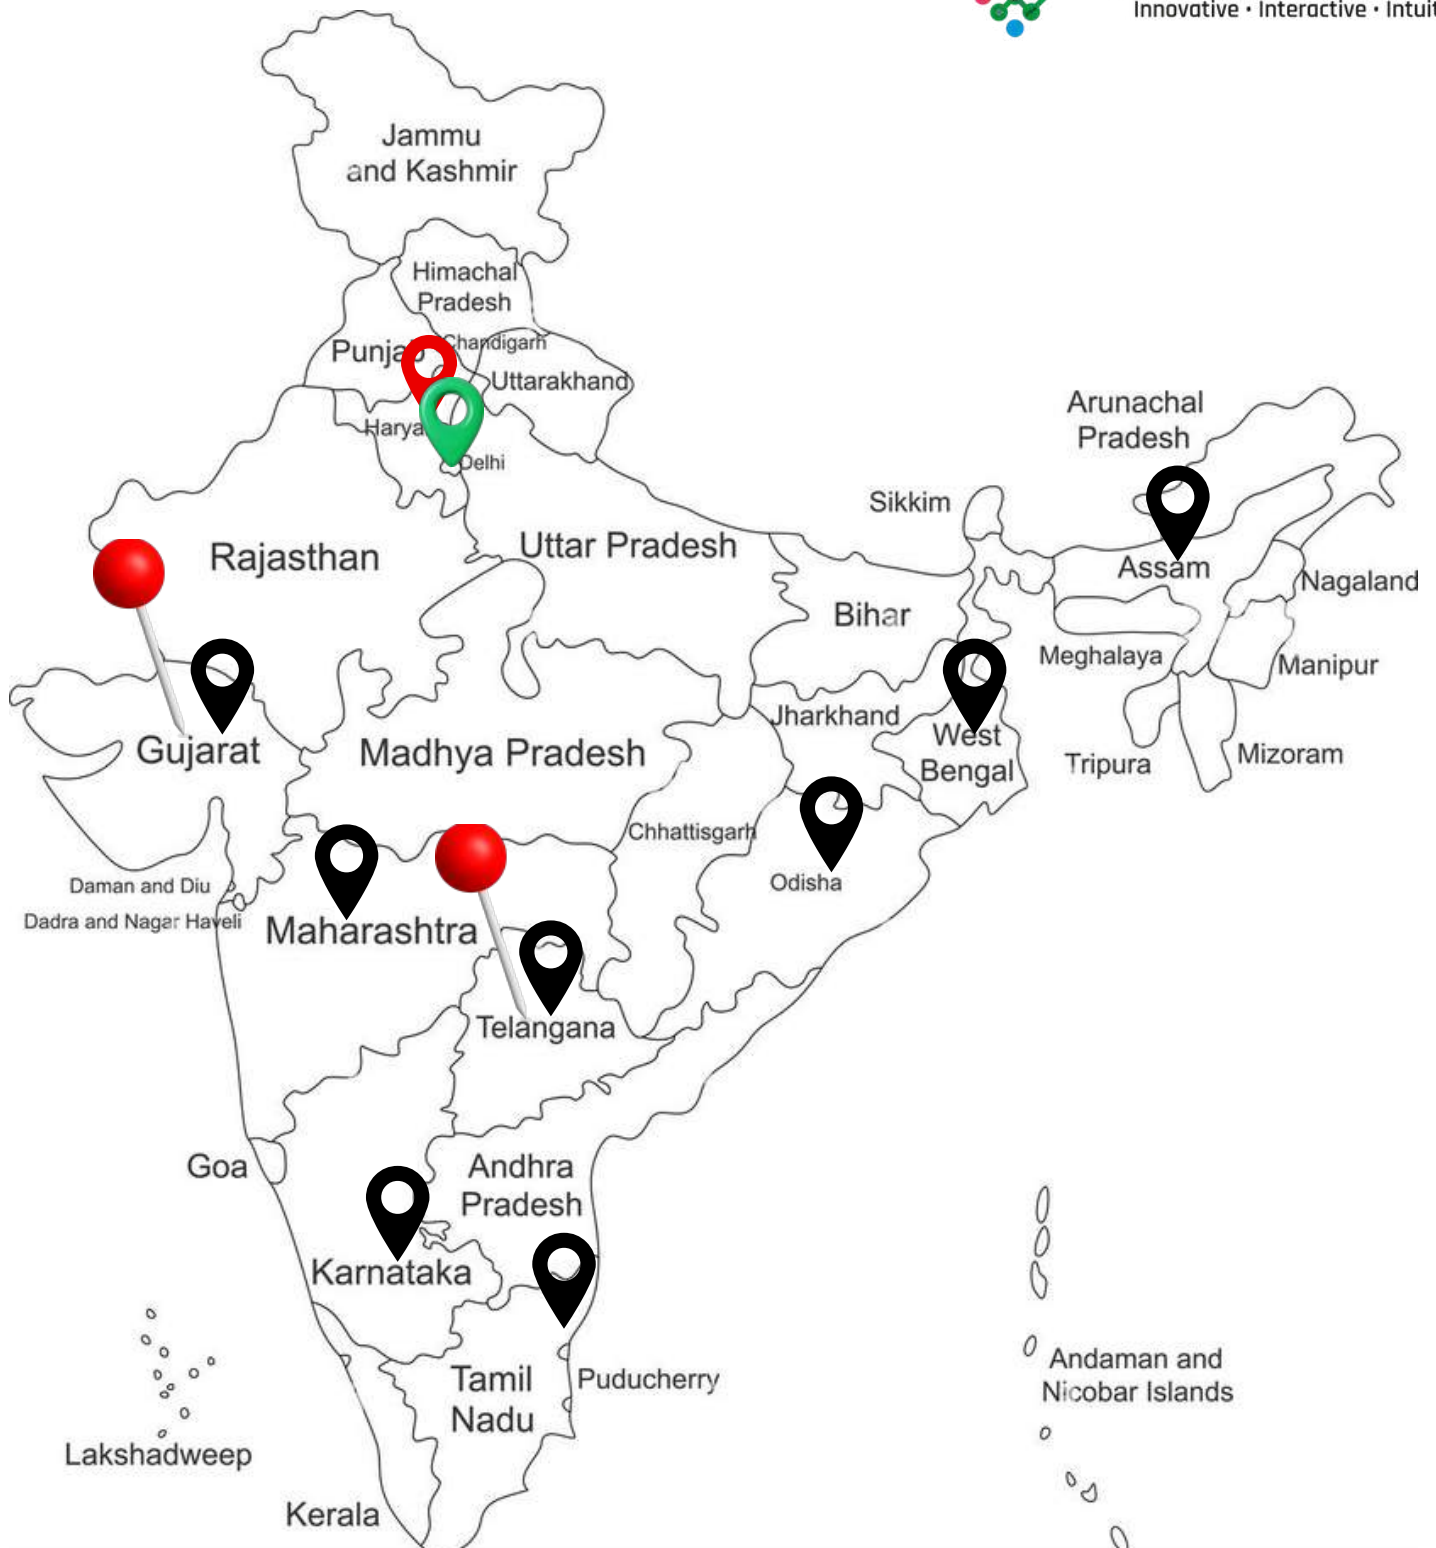 Innovative • Interactive • Intuit
Jammu
and Kashmir
Himachal
Pradesh
Chandigarh
Punjab
Uttarakhand
Harya
Delhi
Arunachal
Pradesh
Sikkim
Rajasthan
Uttar Pradesh
Assam
Nagaland
Bihar
Meghalaya
Manipur
Jharkhand
West
Bengal
Gujarat
Madhya Pradesh
Tripura
Mizoram
Chhattisgarh
Odisha
Daman and Diu
Dadra and Nagar Haveli
Maharashtra
Telangana
Goa
Andhra
Pradesh
Karnataka
Andaman and
Nicobar Islands
Tamil
Nadu
Puducherry
Lakshadweep
Kerala